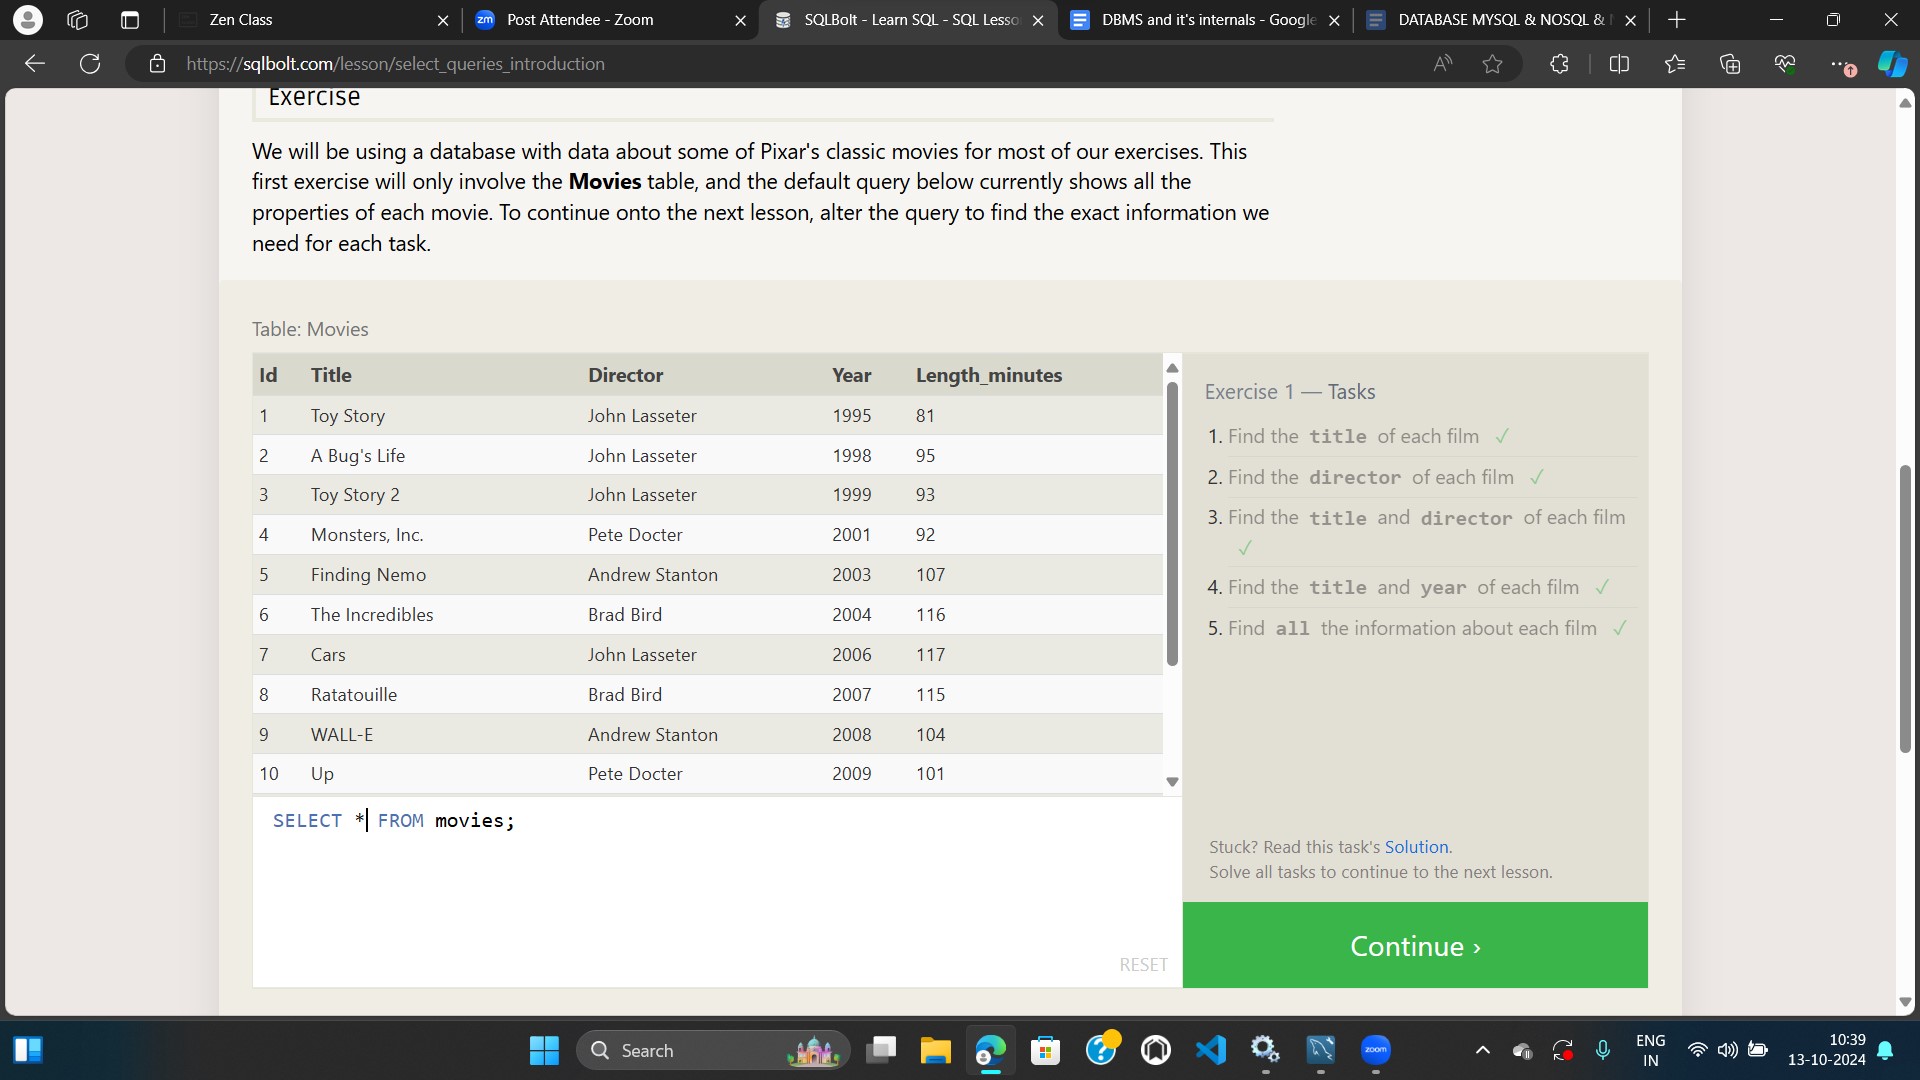 Zen Class
zm Post Attendee - Zoom
SQLBolt - Learn SQL - SQL Lesso
DBMS and it's internals - Google
DATABASE MYSQL & NOSQL &
https://sqlbolt.com/lesson/select_queries_introduction
Exercise
We will be using a database with data about some of Pixar's classic movies for most of our exercises. This
first exercise will only involve the Movies table, and the default query below currently shows all the
properties of each movie. To continue onto the next lesson, alter the query to find the exact information we
need for each task.
Table: Movies
Id Title Director Year Length_minutes
1 Toy Story John Lasseter 1995 81
2 A Bug's Life John Lasseter 1998 95
3 Toy Story 2 John Lasseter 1999 93
4 Monsters, Inc. Pete Docter 2001 92
5 Finding Nemo Andrew Stanton 2003 107
6 The Incredibles Brad Bird 2004 116
7 Cars John Lasseter 2006 117
8 Ratatouille Brad Bird 2007 115
9 WALL-E Andrew Stanton 2008 104
10 Up Pete Docter 2009 101
SELECT * FROM movies;
RESET
Exercise 1 — Tasks
1. Find the title of each film ✓
2. Find the director of each film ✓
3. Find the title and director of each film
✓
4. Find the title and year of each film ✓
5. Find all the information about each film ✓
Stuck? Read this task's Solution.
Solve all tasks to continue to the next lesson.
Continue ›
Search
zoom
ENG
IN
10:39
13-10-2024